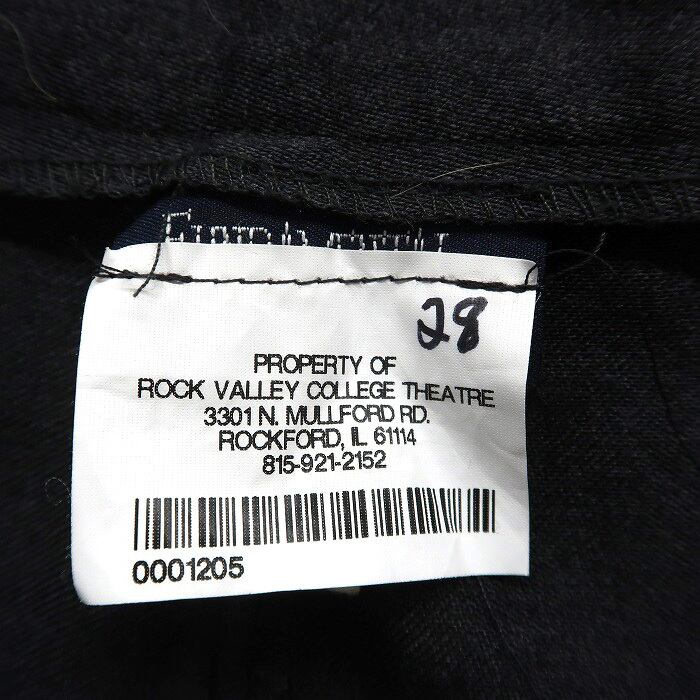 28
PROPERTY OF
ROCK VALLEY COLLEGE THEATRE
3301 N. MULLFORD RD.
ROCKFORD, IL 61114
815-921-2152
0001205